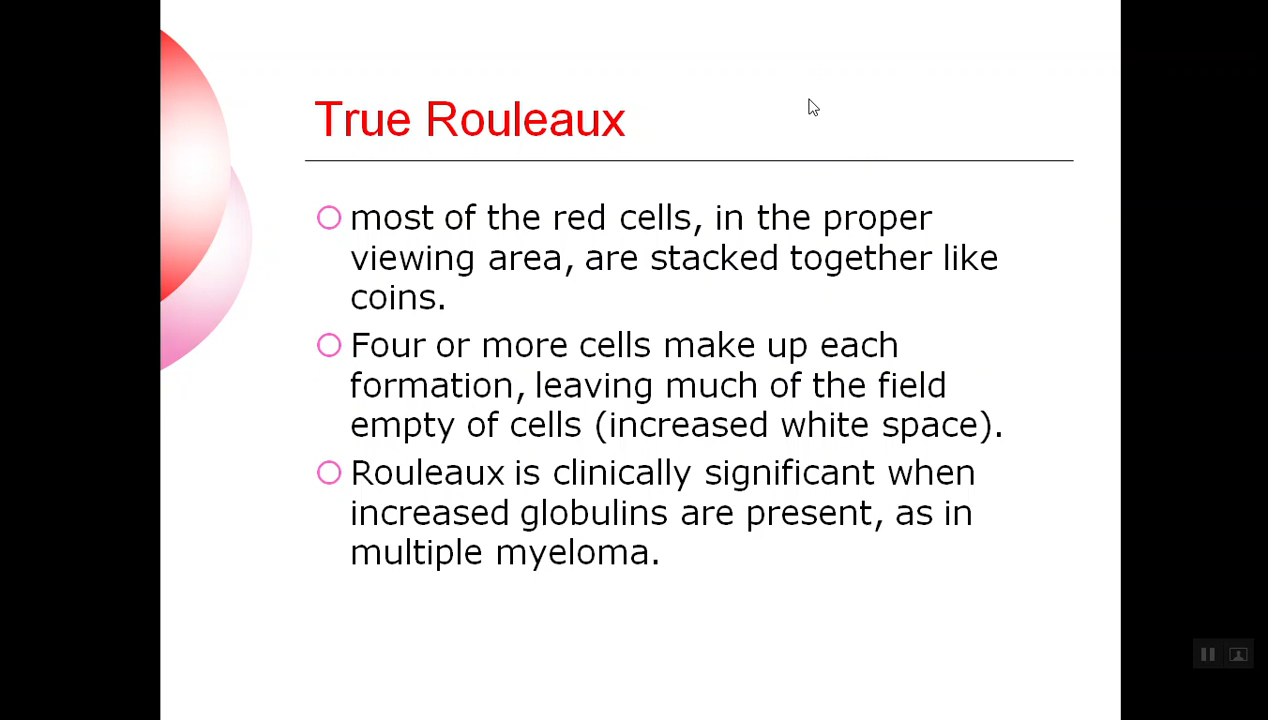 True Rouleaux
most of the red cells, in the proper
viewing area, are stacked together like
coins.
Four or more cells make up each
formation, leaving much of the field
empty of cells (increased white space).
Rouleaux is clinically significant when
increased globulins are present, as in
multiple myeloma.